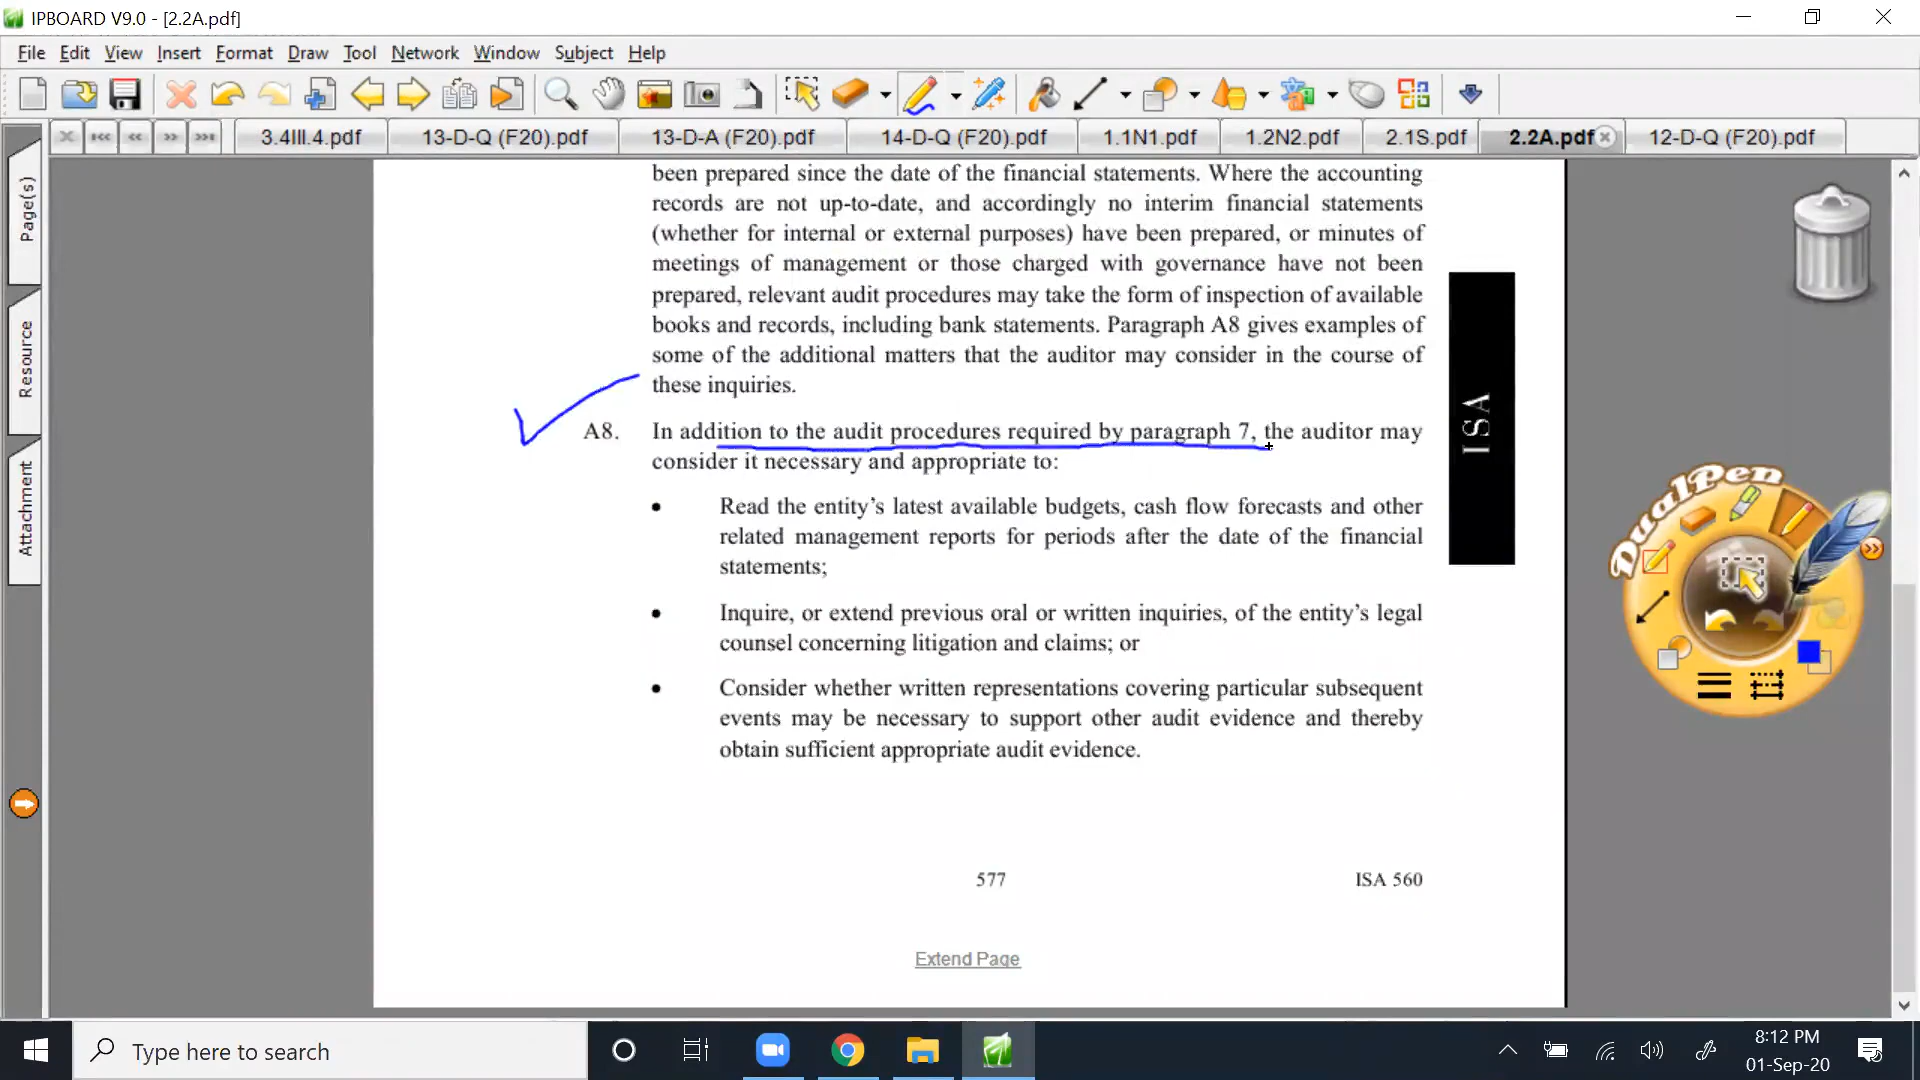 IPBOARD V9.0 - [2.2A.pdf]
File Edit View Insert Format Draw Tool Network Window Subject Help
3.4III.4.pdf 13-D-Q (F20).pdf 13-D-A (F20).pdf 14-D-Q (F20).pdf 1.1N1.pdf 1.2N2.pdf 2.1S.pdf 2.2A.pdf 12-D-Q (F20).pdf
Page(s)
Resource
Attachment
been prepared since the date of the financial statements. Where the accounting
records are not up-to-date, and accordingly no interim financial statements
(whether for internal or external purposes) have been prepared, or minutes of
meetings of management or those charged with governance have not been
prepared, relevant audit procedures may take the form of inspection of available
books and records, including bank statements. Paragraph A8 gives examples of
some of the additional matters that the auditor may consider in the course of
these inquiries.
A8. In addition to the audit procedures required by paragraph 7, the auditor may
consider it necessary and appropriate to:
• Read the entity’s latest available budgets, cash flow forecasts and other
related management reports for periods after the date of the financial
statements;
• Inquire, or extend previous oral or written inquiries, of the entity’s legal
counsel concerning litigation and claims; or
• Consider whether written representations covering particular subsequent
events may be necessary to support other audit evidence and thereby
obtain sufficient appropriate audit evidence.
ISA
DualPen
577 ISA 560
Extend Page
Type here to search
8:12 PM
01-Sep-20